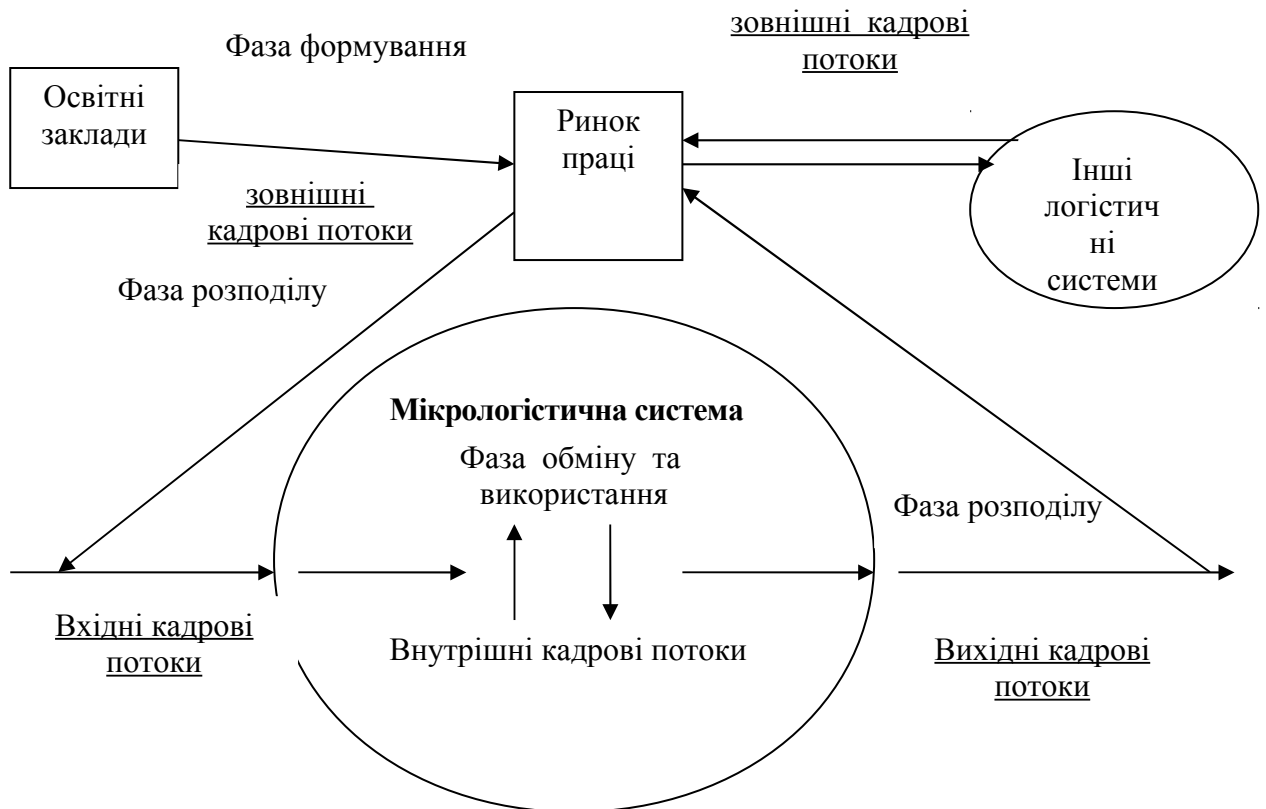 зовнішні кадрові
потоки
Фаза формування
Освітні
заклади
Ринок
праці
Інші
логістич
ні
системи
зовнішні
кадрові потоки
Фаза розподілу
Мікрологістична система
Фаза обміну та
використання
Фаза розподілу
Вхідні кадрові
потоки
Внутрішні кадрові потоки
Вихідні кадрові
потоки